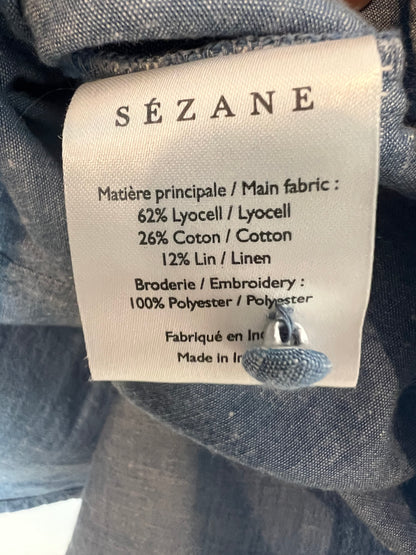 SÉZANE
Matière principale / Main fabric :
62% Lyocell / Lyocell
26% Coton / Cotton
12% Lin / Linen
Broderie / Embroidery :
100% Polyester / Polyester
Fabriqué en
Made in